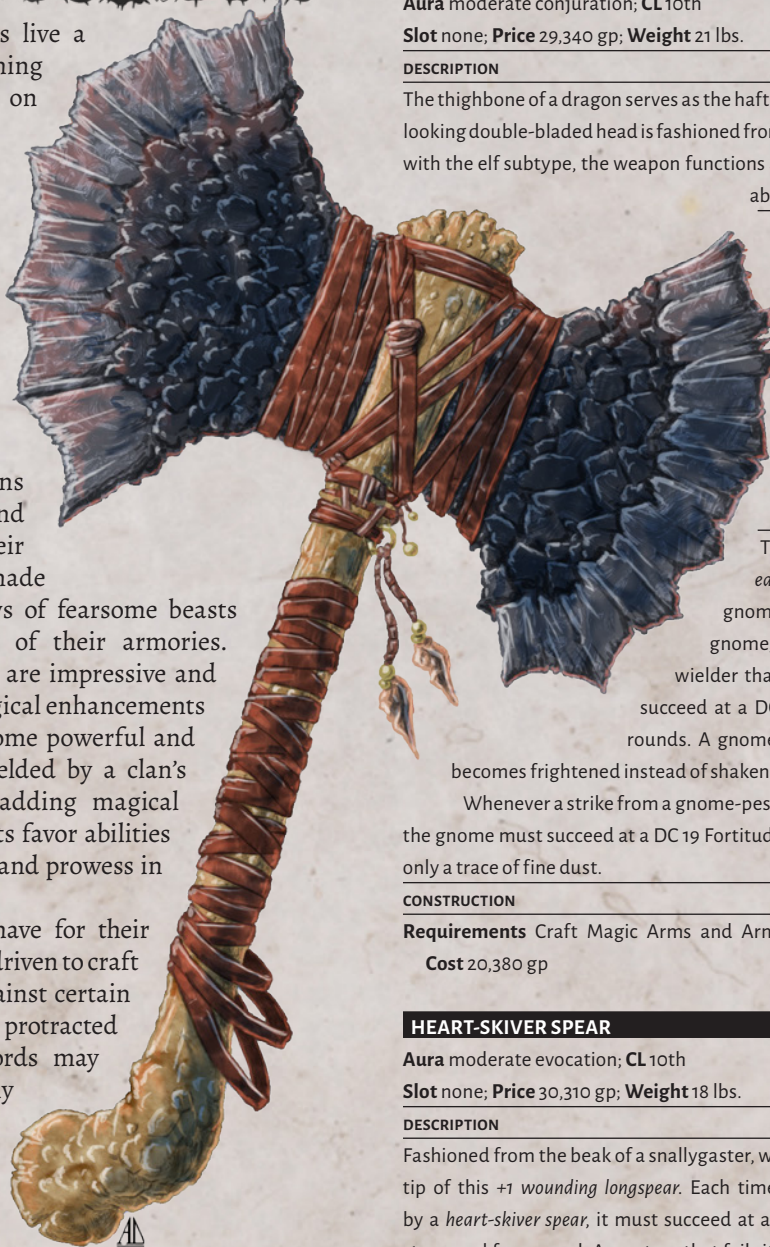 s live a
ning
on
ns
nd
eir
nade
ys of fearsome beasts
of their armories.
are impressive and
gical enhancements
ome powerful and
elded by a clan’s
adding magical
ts favor abilities
and prowess in
have for their
driven to craft
ainst certain
protracted
ords may
y
AD
Aura moderate conjuration; CL 10th
Slot none; Price 29,340 gp; Weight 21 lbs.
DESCRIPTION
The thighbone of a dragon serves as the haft
looking double-bladed head is fashioned fro
with the elf subtype, the weapon functions
ab
T
ea
gnom
gnome
wielder tha
succeed at a D
rounds. A gnome
becomes frightened instead of shaken
Whenever a strike from a gnome-pes
the gnome must succeed at a DC 19 Fortitud
only a trace of fine dust.
CONSTRUCTION
Requirements Craft Magic Arms and Arm
Cost 20,380 gp
HEART-SKIVER SPEAR
Aura moderate evocation; CL 10th
Slot none; Price 30,310 gp; Weight 18 lbs.
DESCRIPTION
Fashioned from the beak of a snallygaster, w
tip of this +1 wounding longspear. Each time
by a heart-skiver spear, it must succeed at a